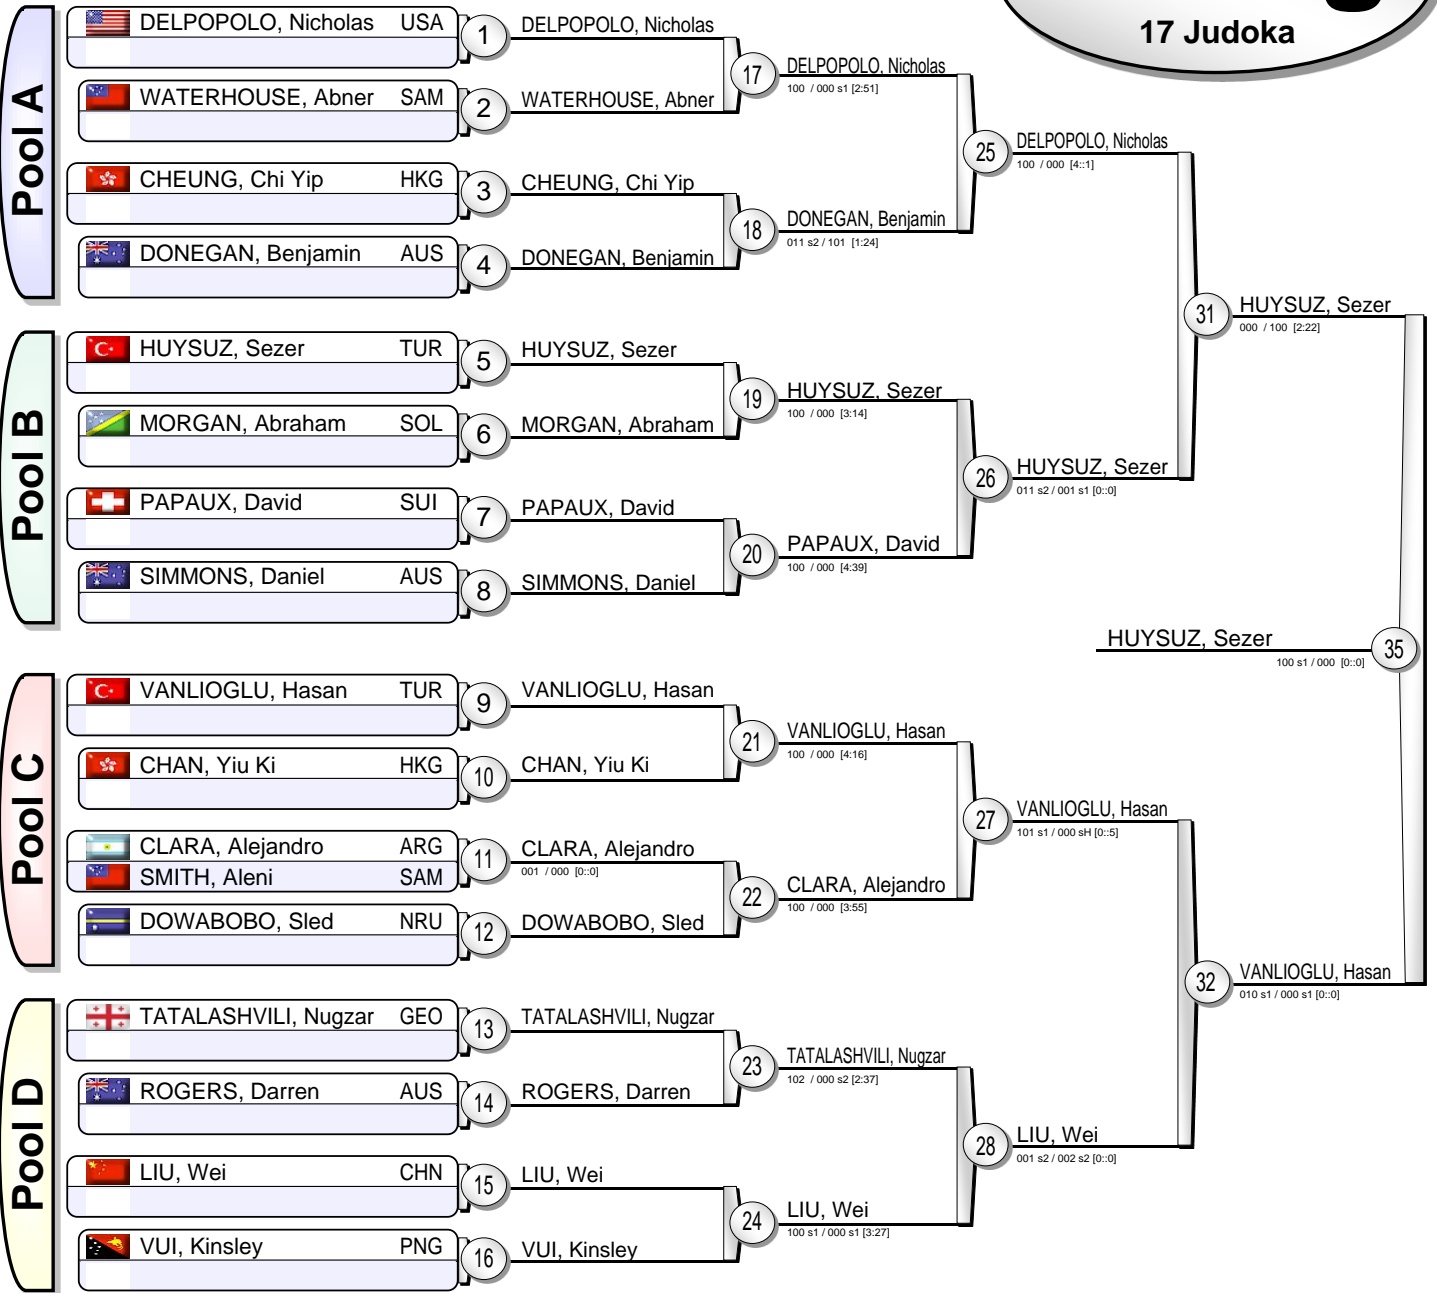 17 Judoka
Pool A
DELPOPOLO, Nicholas USA
1
DELPOPOLO, Nicholas
WATERHOUSE, Abner SAM
2
WATERHOUSE, Abner
17
DELPOPOLO, Nicholas
100 / 000 s1 [2:51]
CHEUNG, Chi Yip HKG
3
CHEUNG, Chi Yip
DONEGAN, Benjamin AUS
4
DONEGAN, Benjamin
18
DONEGAN, Benjamin
011 s2 / 101 [1:24]
25
DELPOPOLO, Nicholas
100 / 000 [4::1]
Pool B
HUYSUZ, Sezer TUR
5
HUYSUZ, Sezer
MORGAN, Abraham SOL
6
MORGAN, Abraham
19
HUYSUZ, Sezer
100 / 000 [3:14]
PAPAUX, David SUI
7
PAPAUX, David
SIMMONS, Daniel AUS
8
SIMMONS, Daniel
20
PAPAUX, David
100 / 000 [4:39]
26
HUYSUZ, Sezer
011 s2 / 001 s1 [0::0]
31
HUYSUZ, Sezer
000 / 100 [2:22]
HUYSUZ, Sezer
100 s1 / 000 [0::0]
35
Pool C
VANLIOGLU, Hasan TUR
9
VANLIOGLU, Hasan
CHAN, Yiu Ki HKG
10
CHAN, Yiu Ki
21
VANLIOGLU, Hasan
100 / 000 [4:16]
CLARA, Alejandro ARG
SMITH, Aleni SAM
11
CLARA, Alejandro
001 / 000 [0::0]
DOWABOBO, Sled NRU
12
DOWABOBO, Sled
22
CLARA, Alejandro
100 / 000 [3:55]
27
VANLIOGLU, Hasan
101 s1 / 000 sH [0::5]
Pool D
TATALASHVILI, Nugzar GEO
13
TATALASHVILI, Nugzar
ROGERS, Darren AUS
14
ROGERS, Darren
23
TATALASHVILI, Nugzar
102 / 000 s2 [2:37]
LIU, Wei CHN
15
LIU, Wei
VUI, Kinsley PNG
16
VUI, Kinsley
24
LIU, Wei
100 s1 / 000 s1 [3:27]
28
LIU, Wei
001 s2 / 002 s2 [0::0]
32
VANLIOGLU, Hasan
010 s1 / 000 s1 [0::0]